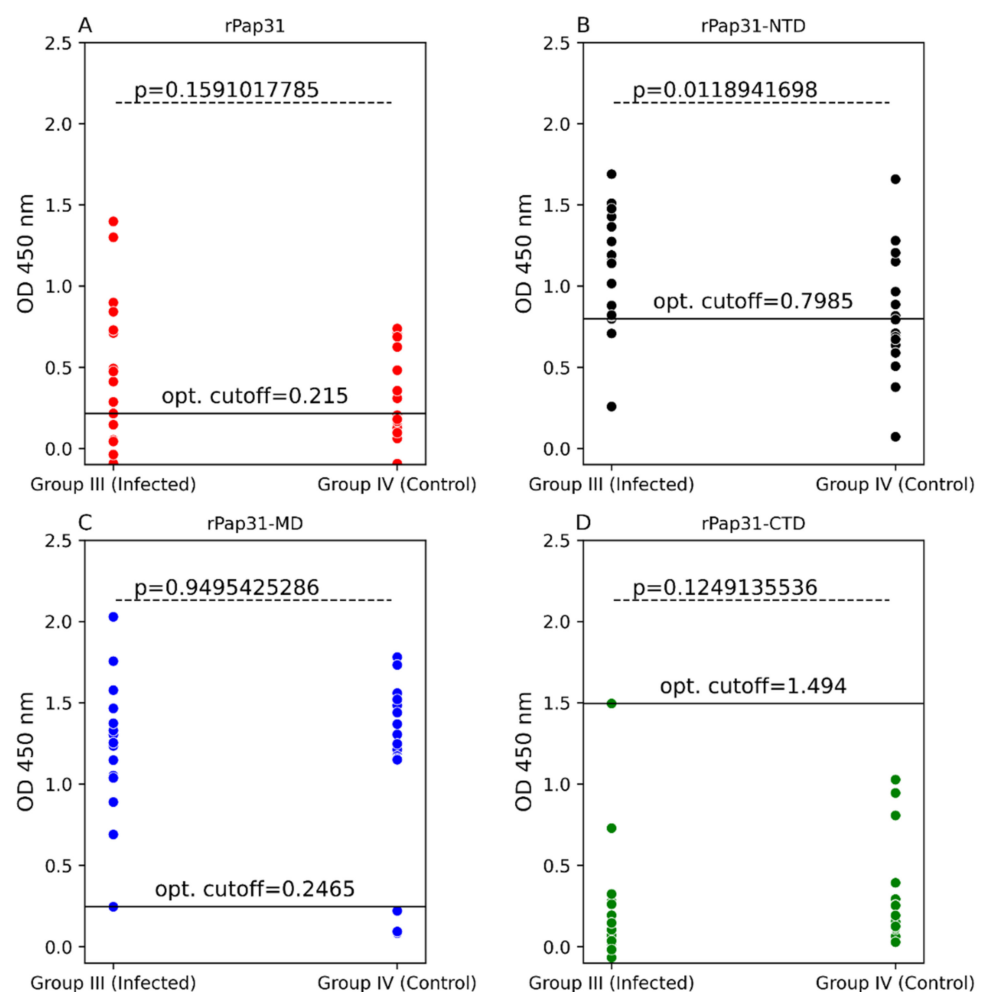 A
rPap31
2.5
2.0
1.5
1.0
0.5
0.0
OD 450 nm
p=0.1591017785
opt. cutoff=0.215
Group III (Infected)
Group IV (Control)
B
rPap31-NTD
2.5
2.0
1.5
1.0
0.5
0.0
OD 450 nm
p=0.0118941698
opt. cutoff=0.7985
Group III (Infected)
Group IV (Control)
C
rPap31-MD
2.5
2.0
1.5
1.0
0.5
0.0
OD 450 nm
p=0.9495425286
opt. cutoff=0.2465
Group III (Infected)
Group IV (Control)
D
rPap31-CTD
2.5
2.0
1.5
1.0
0.5
0.0
OD 450 nm
p=0.1249135536
opt. cutoff=1.494
Group III (Infected)
Group IV (Control)